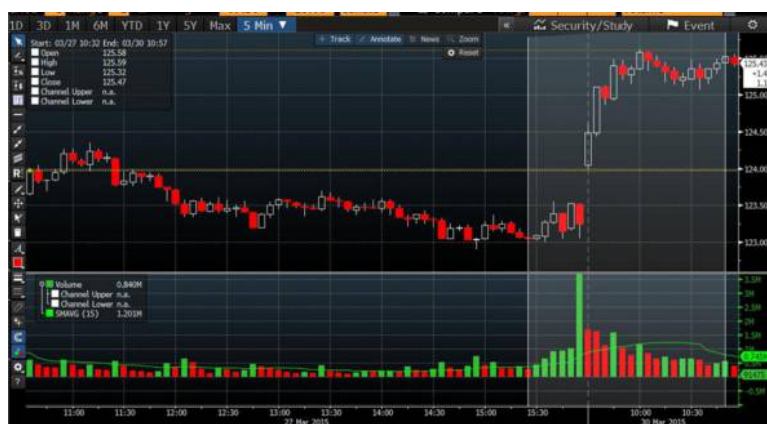 1D 3D 1M 6M YTD 1Y 5Y Max 5 Min ▼ « Security/Study Event
Start: 03/27 10:32 End: 03/30 10:57
Track Annotate News Zoom
Reset
Open 125.58
High 125.59
Low 125.32
Close 125.47
Channel Upper n.a.
Channel Lower n.a.
125.43
125.00
124.50
124.00
123.50
123.00
Volume 0.840M
Channel Upper n.a.
Channel Lower n.a.
SMAVG (15) 1.201M
3.5M
3M
2.5M
2M
1.5M
1M
-0.5M
11:00 11:30 12:00 12:30 13:00 13:30 14:00 14:30 15:00 15:30 10:00 10:30
27 Mar 2015 30 Mar 2015